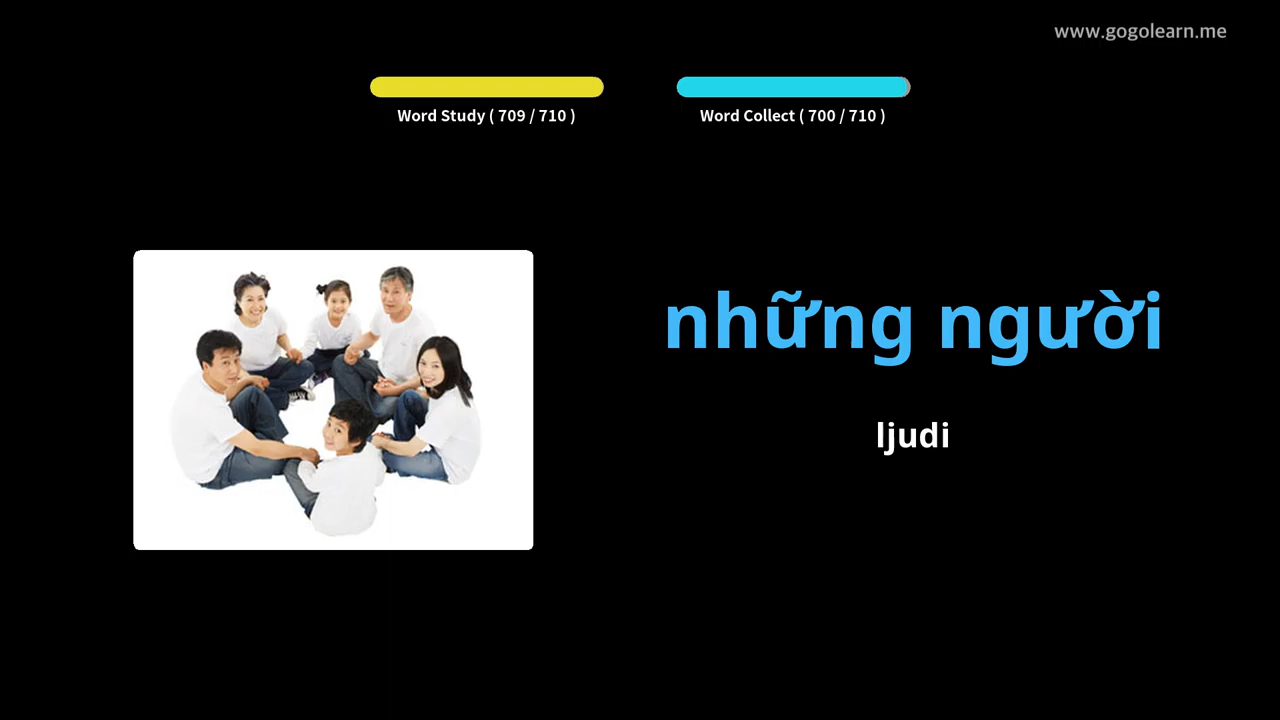 www.gogolearn.me
Word Study ( 709 / 710 )
Word Collect ( 700 / 710 )
những người
ljudi